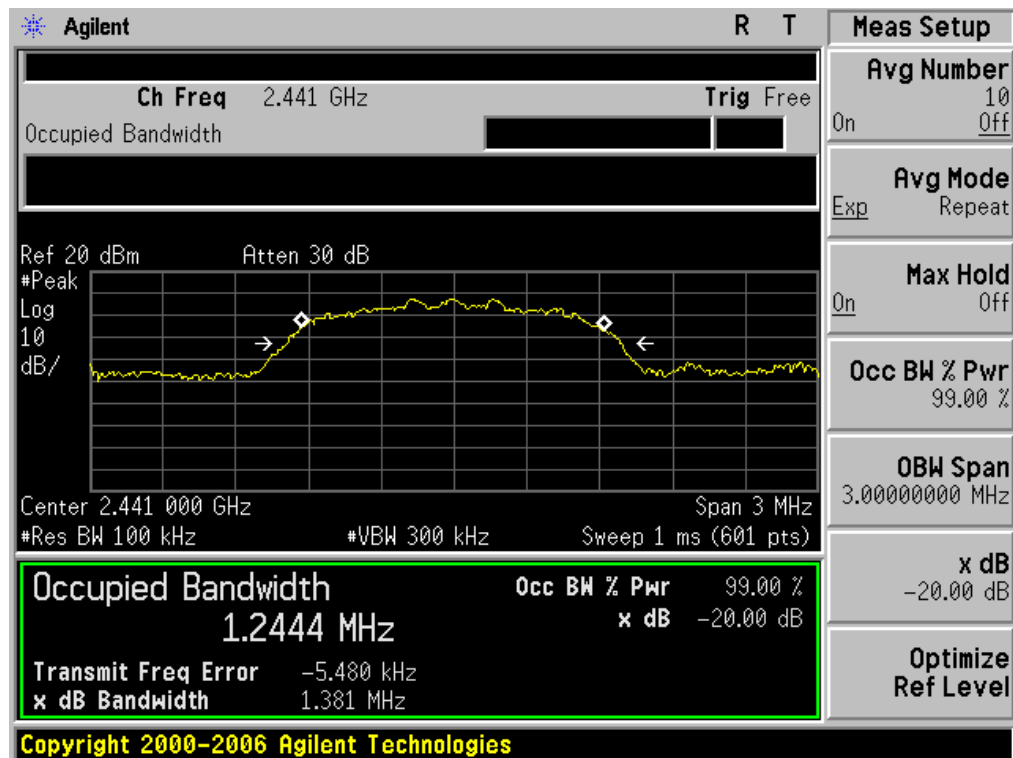 Agilent R T Meas Setup
Ch Freq 2.441 GHz Trig Free
Occupied Bandwidth
Ref 20 dBm Atten 30 dB
#Peak
Log
10
dB/
Center 2.441 000 GHz Span 3 MHz
#Res BW 100 kHz #VBW 300 kHz Sweep 1 ms (601 pts)
Occupied Bandwidth Occ BW % Pwr 99.00 %
1.2444 MHz x dB -20.00 dB
Transmit Freq Error -5.480 kHz
x dB Bandwidth 1.381 MHz
Copyright 2000-2006 Agilent Technologies
Avg Number
10
On Off
Avg Mode
Exp Repeat
Max Hold
On Off
Occ BW % Pwr
99.00 %
OBW Span
3.00000000 MHz
x dB
-20.00 dB
Optimize
Ref Level